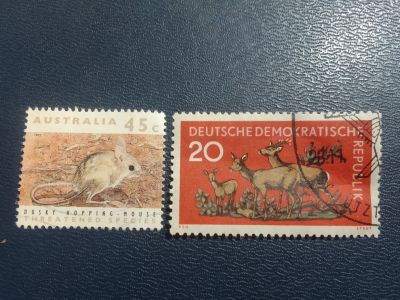 AUSTRALIA 45c
DUSKY HOPPING-MOUSE
THREATENED SPECIES
DEUTSCHE DEMOKRATISCHE
REPUBLIK
20